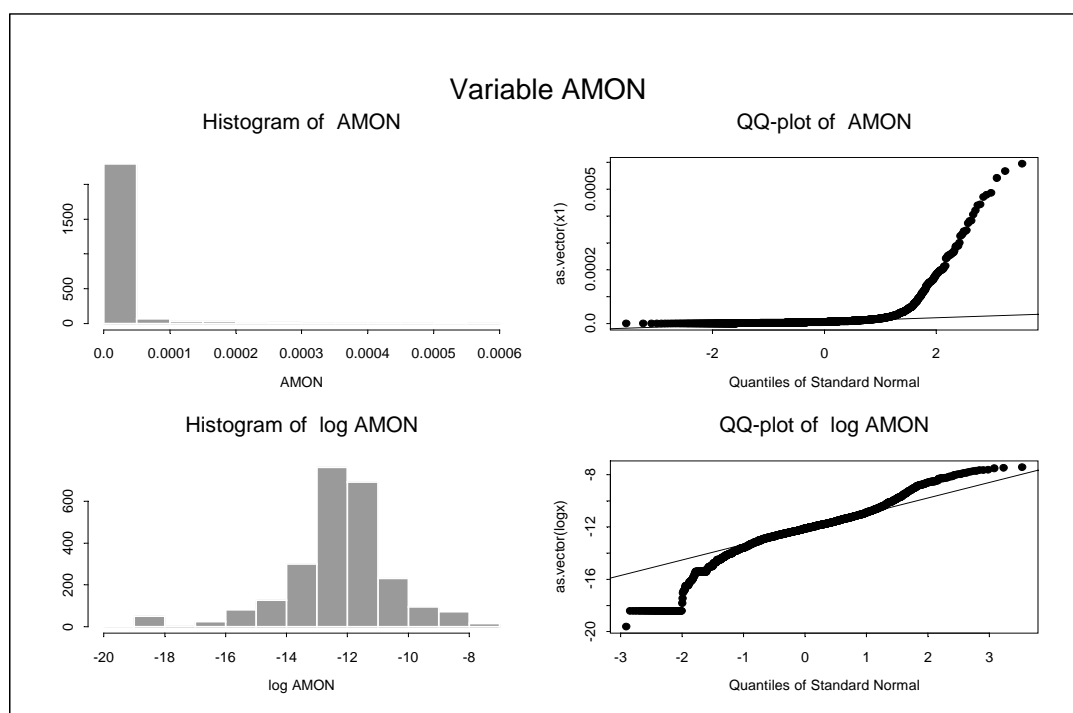 Variable AMON
Histogram of AMON
1500
500
0
0.0 0.0001 0.0002 0.0003 0.0004 0.0005 0.0006
AMON
QQ-plot of AMON
as.vector(x1)
0.0005
0.0002
0.0
-2 0 2
Quantiles of Standard Normal
Histogram of log AMON
600
400
200
0
-20 -18 -16 -14 -12 -10 -8
log AMON
QQ-plot of log AMON
as.vector(logx)
-8
-12
-16
-20
-3 -2 -1 0 1 2 3
Quantiles of Standard Normal